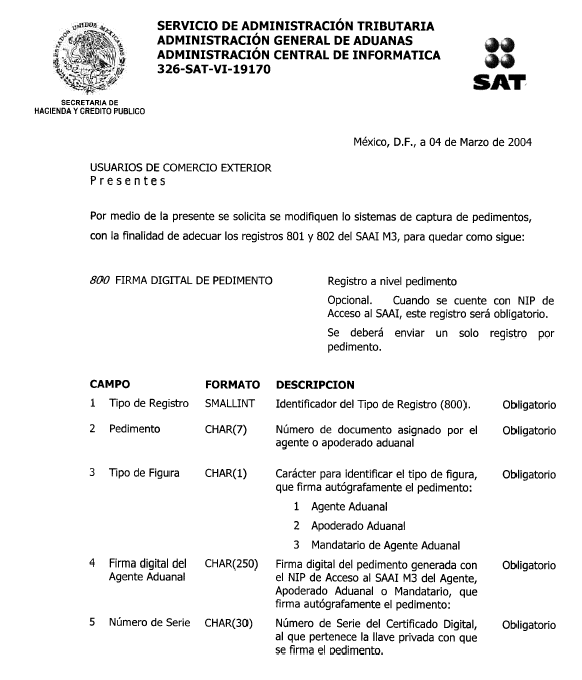 SERVICIO DE ADMINISTRACIÓN TRIBUTARIA
ADMINISTRACIÓN GENERAL DE ADUANAS
ADMINISTRACIÓN CENTRAL DE INFORMATICA
326-SAT-VI-19170
ESTADOS UNIDOS MEXICANOS
SAT
SECRETARIA DE
HACIENDA Y CREDITO PUBLICO
México, D.F., a 04 de Marzo de 2004
USUARIOS DE COMERCIO EXTERIOR
P r e s e n t e s
Por medio de la presente se solicita se modifiquen lo sistemas de captura de pedimentos,
con la finalidad de adecuar los registros 801 y 802 del SAAI M3, para quedar como sigue:
800 FIRMA DIGITAL DE PEDIMENTO Registro a nivel pedimento
Opcional. Cuando se cuente con NIP de
Acceso al SAAI, este registro será obligatorio.
Se deberá enviar un solo registro por
pedimento.
CAMPO FORMATO DESCRIPCION
1 Tipo de Registro SMALLINT Identificador del Tipo de Registro (800). Obligatorio
2 Pedimento CHAR(7) Número de documento asignado por el Obligatorio
agente o apoderado aduanal
3 Tipo de Figura CHAR(1) Carácter para identificar el tipo de figura, Obligatorio
que firma autógrafamente el pedimento:
1 Agente Aduanal
2 Apoderado Aduanal
3 Mandatario de Agente Aduanal
4 Firma digital del CHAR(250) Firma digital del pedimento generada con Obligatorio
Agente Aduanal el NIP de Acceso al SAAI M3 del Agente,
Apoderado Aduanal o Mandatario, que
firma autógrafamente el pedimento:
5 Número de Serie CHAR(30) Número de Serie del Certificado Digital, Obligatorio
al que pertenece la llave privada con que
se firma el pedimento.